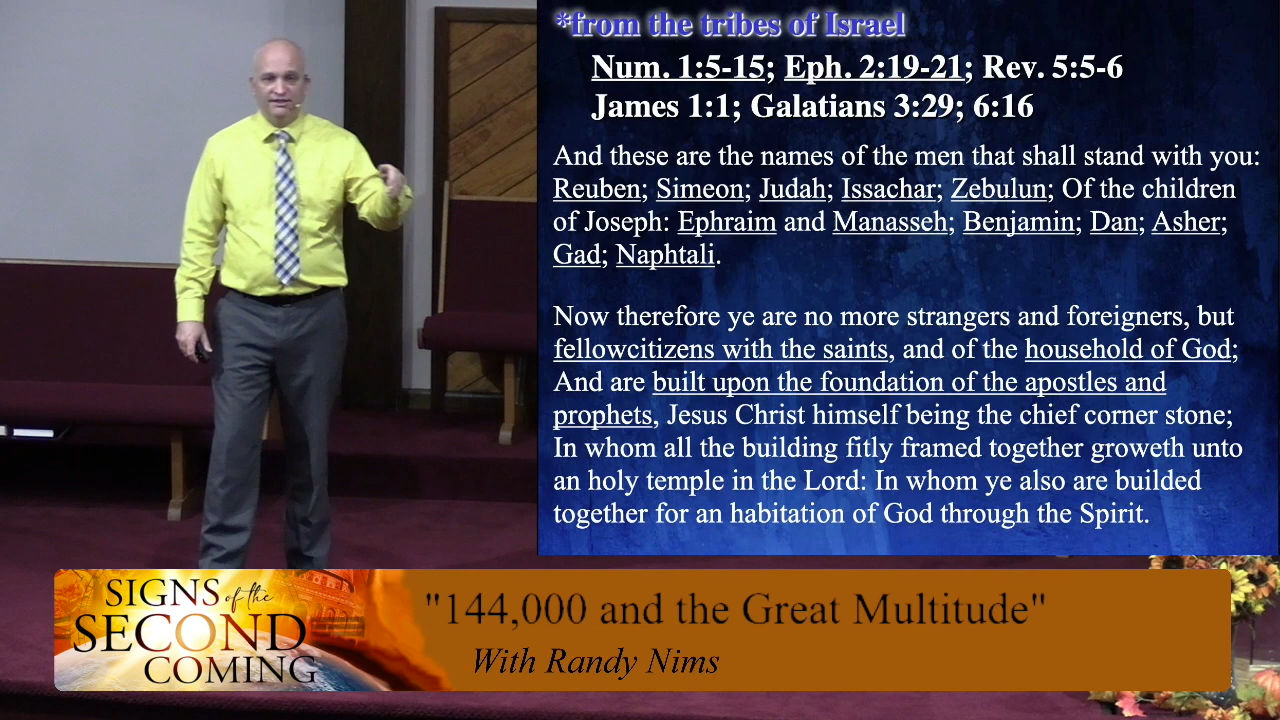 *from the tribes of Israel
Num. 1:5-15; Eph. 2:19-21; Rev. 5:5-6
James 1:1; Galatians 3:29; 6:16
And these are the names of the men that shall stand with you:
Reuben; Simeon; Judah; Issachar; Zebulun; Of the children
of Joseph: Ephraim and Manasseh; Benjamin; Dan; Asher;
Gad; Naphtali.
Now therefore ye are no more strangers and foreigners, but
fellowcitizens with the saints, and of the household of God;
And are built upon the foundation of the apostles and
prophets, Jesus Christ himself being the chief corner stone;
In whom all the building fitly framed together groweth unto
an holy temple in the Lord: In whom ye also are builded
together for an habitation of God through the Spirit.
SIGNS of the
SECOND
COMING
"144,000 and the Great Multitude"
With Randy Nims